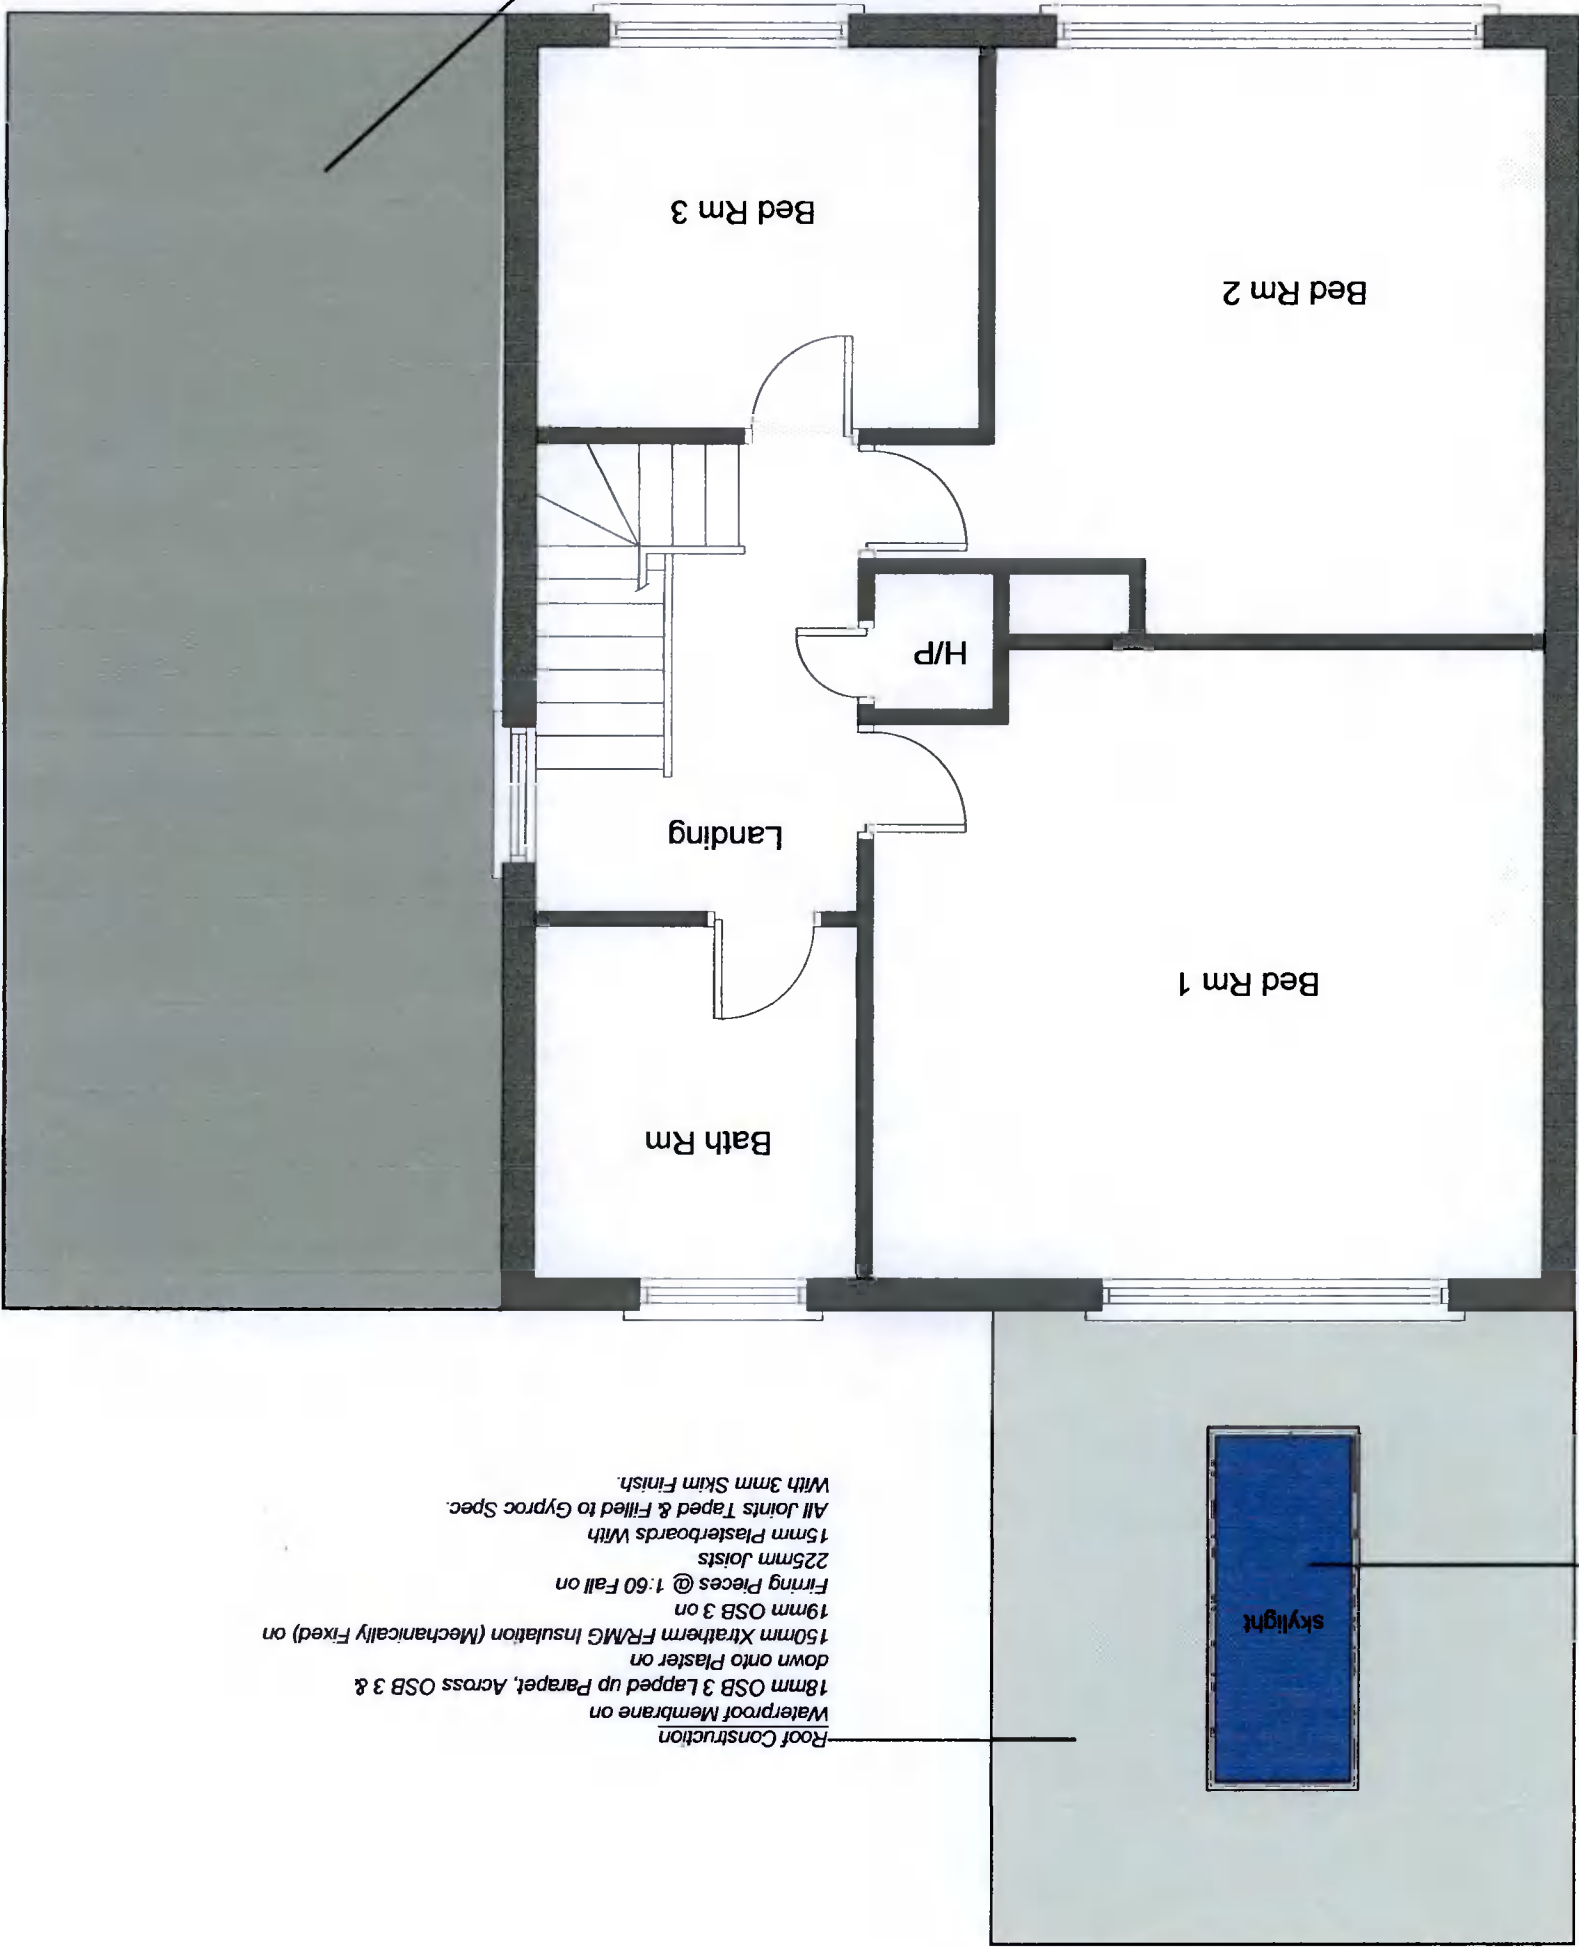 Roof Construction
Waterproof Membrane on
18mm OSB 3 Lapped up Parapet, Across OSB 3 &
down onto Plaster on
150mm Xtratherm FR/MG Insulation (Mechanically Fixed) on
19mm OSB 3 on
Firring Pieces @ 1:60 Fall on
225mm Joists
15mm Plasterboards With
All Joints Taped & Filled to Gyproc Spec.
With 3mm Skim Finish.
skylight
Bath Rm
Bed Rm 1
Landing
H/P
Bed Rm 2
Bed Rm 3